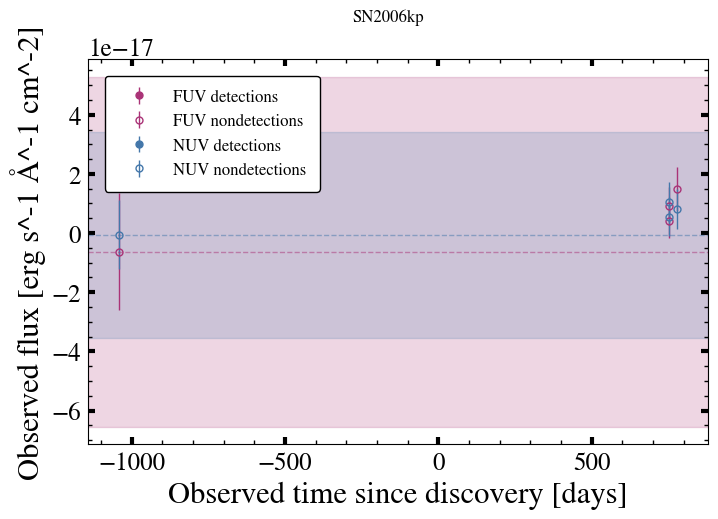 SN2006kp
1e−17
FUV detections
FUV nondetections
NUV detections
NUV nondetections
4
2
0
−2
−4
−6
Observed flux [erg s^-1 Å^-1 cm^-2]
−1000
−500
0
500
Observed time since discovery [days]